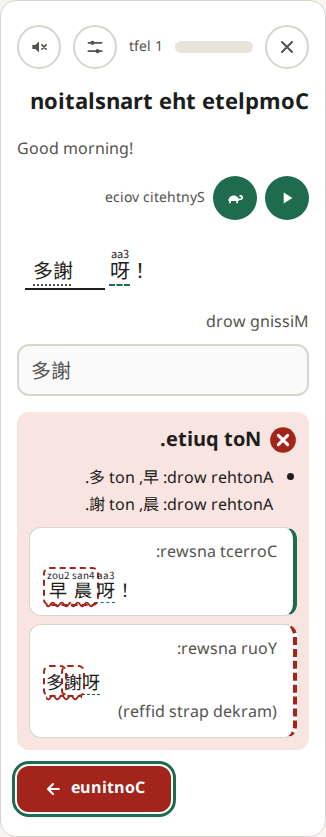 tfel 1
noitalsnart eht etelpmoC
Good morning!
eciov citehtnyS
aa3
多謝 呀！
drow gnissiM
多謝
.etiuq toN
.多 ton ,早 :drow rehtonA
.謝 ton ,晨 :drow rehtonA
:rewsna tcerroC
zou2 san4 aa3
早晨呀！
:rewsna ruoY
多謝呀
(reffid strap dekram)
eunitnoC